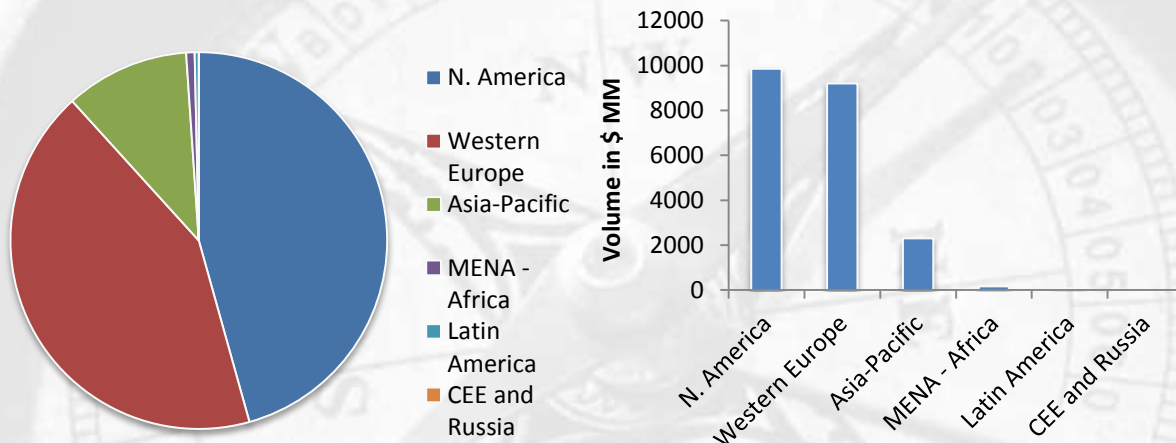 N. America
Western
Europe
Asia-Pacific
MENA -
Africa
Latin
America
CEE and
Russia
Volume in $ MM
12000
10000
8000
6000
4000
2000
0
N. America
Western Europe
Asia-Pacific
MENA - Africa
Latin America
CEE and Russia